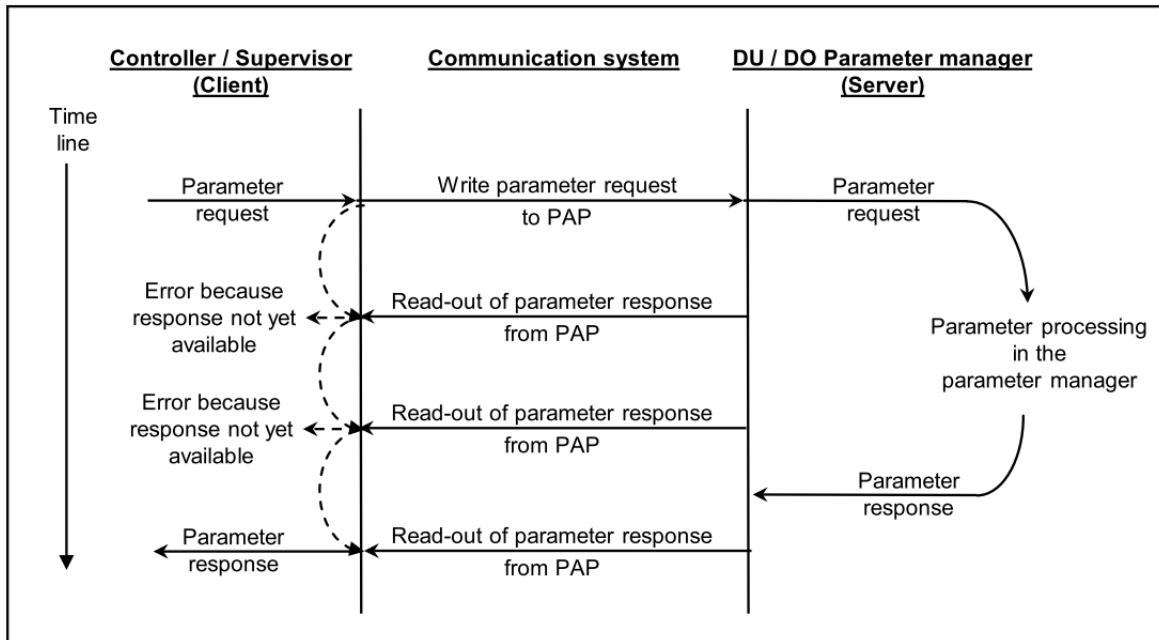 Controller / Supervisor
(Client)
Communication system
DU / DO Parameter manager
(Server)
Time
line
Parameter
request
Write parameter request
to PAP
Parameter
request
Error because
response not yet
available
Read-out of parameter response
from PAP
Parameter processing
in the
parameter manager
Error because
response not yet
available
Read-out of parameter response
from PAP
Parameter
response
Parameter
response
Read-out of parameter response
from PAP